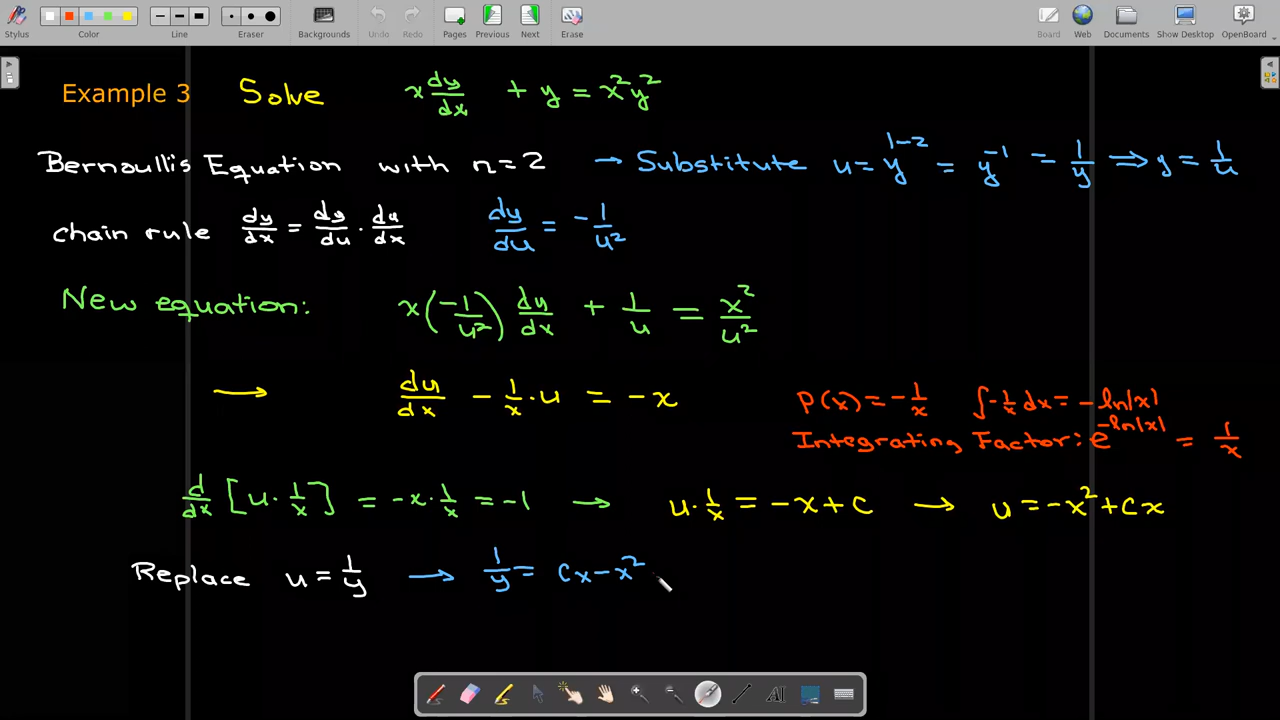 Stylus Color Line Eraser Backgrounds Undo Redo Pages Previous Next Erase Board Web Documents Show Desktop OpenBoard
Example 3 Solve x dy/dx + y = x²y²
Bernoulli's Equation with n=2 → Substitute u = y^(1-2) = y^(-1) = 1/y ⟹ y = 1/u
chain rule dy/dx = dy/du · du/dx dy/du = -1/u²
New equation: x(-1/u²) du/dx + 1/u = x²/u²
→ du/dx - 1/x · u = -x
P(x) = -1/x ∫-1/x dx = -ln|x|
Integrating Factor: e^(-ln|x|) = 1/x
d/dx [u · 1/x] = -x · 1/x = -1 → u · 1/x = -x + c → u = -x² + cx
Replace u = 1/y → 1/y = cx - x²
AI